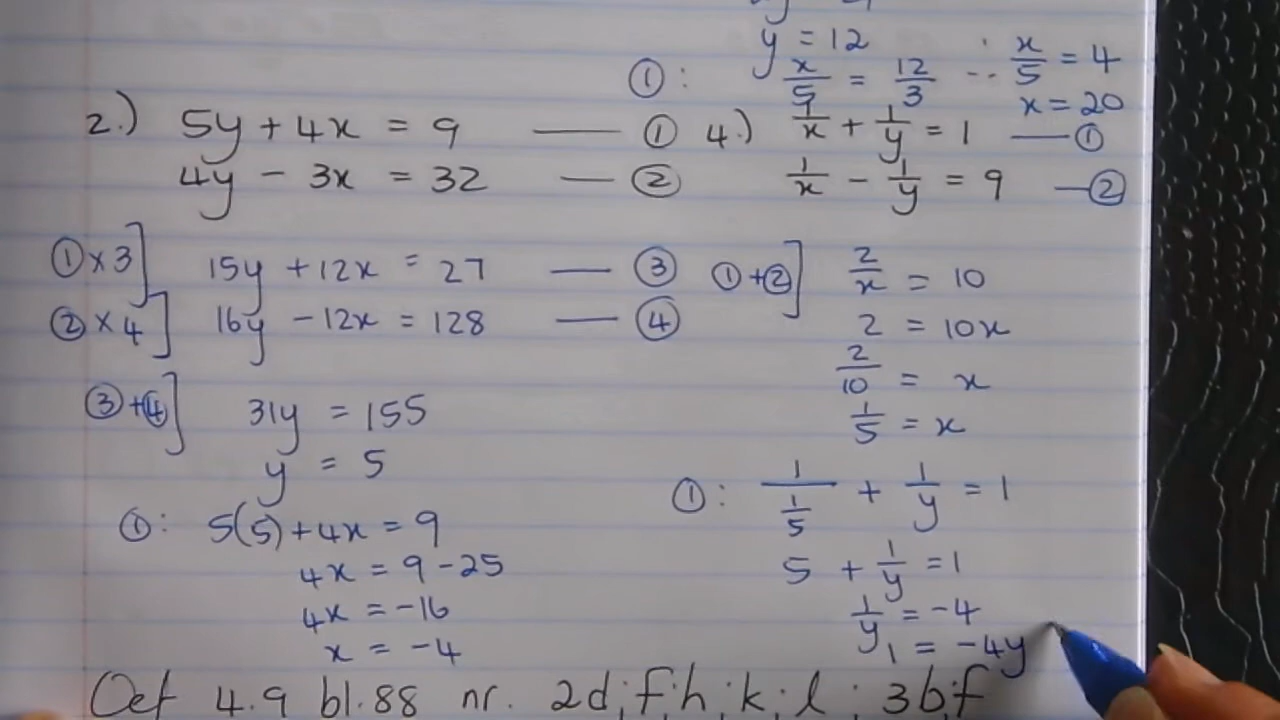 y = 12
①: x/5 = 12/3 ∴ x/5 = 4
x = 20
2.) 5y + 4x = 9 —— ①
4y - 3x = 32 — ②
①×3] 15y + 12x = 27 — ③
②×4] 16y - 12x = 128 — ④
③+④] 31y = 155
y = 5
①: 5(5) + 4x = 9
4x = 9 - 25
4x = -16
x = -4
4.) 1/x + 1/y = 1 — ①
1/x - 1/y = 9 — ②
①+②] 2/x = 10
2 = 10x
2/10 = x
1/5 = x
①: 1/(1/5) + 1/y = 1
5 + 1/y = 1
1/y = -4
1 = -4y
Oef 4.9 bl.88 nr. 2d;f;h;k;l; 3b;f